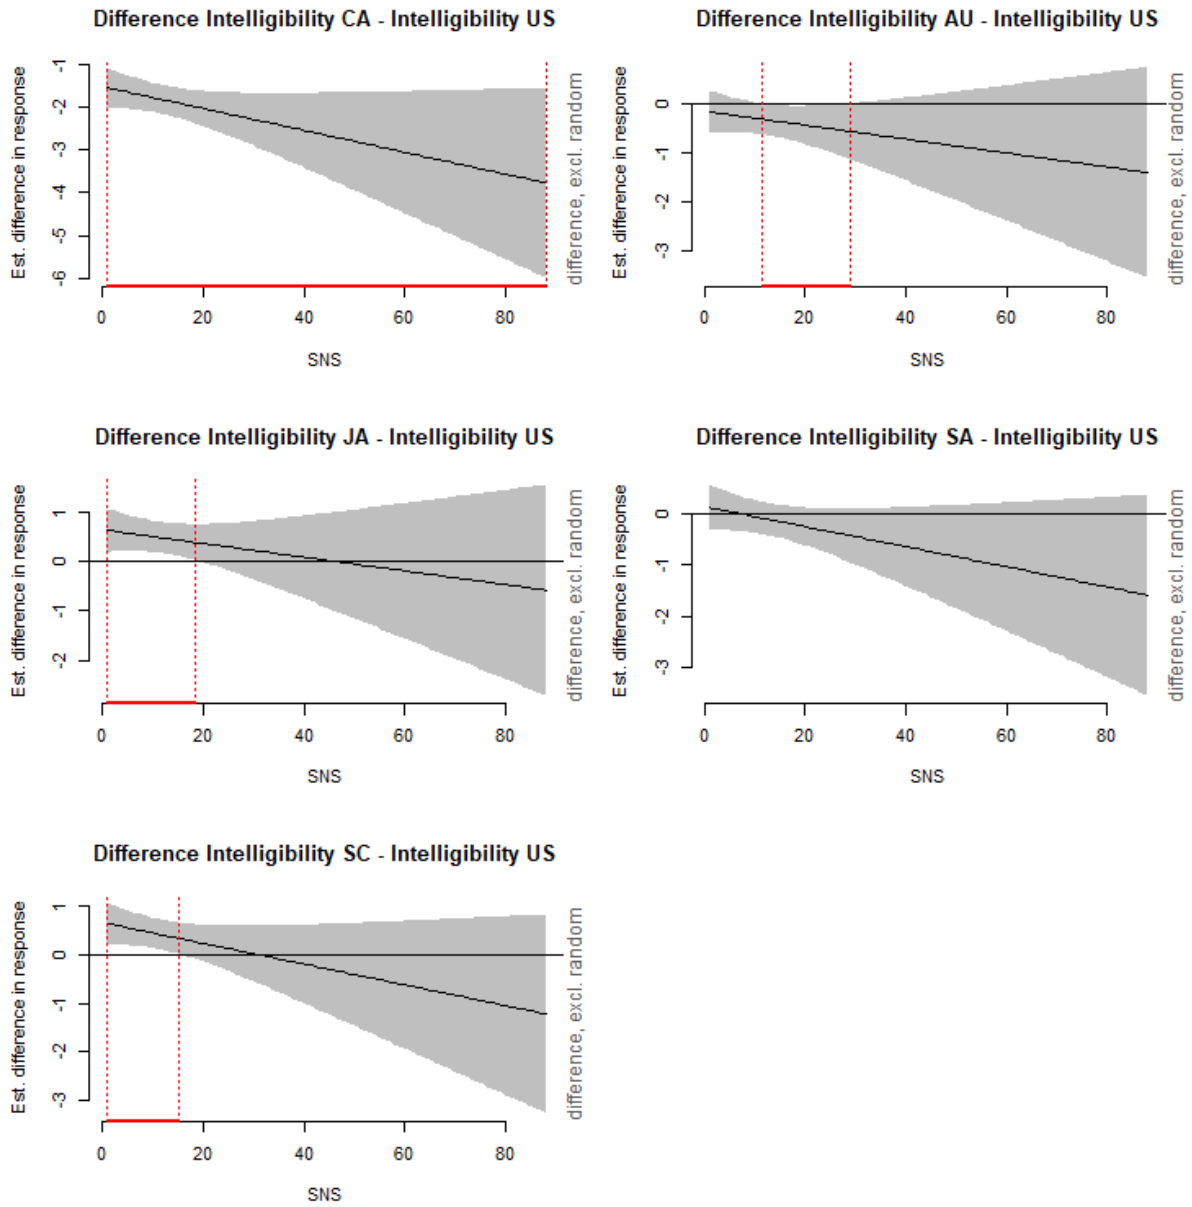 Difference Intelligibility CA - Intelligibility US
Est. difference in response
-1
-2
-3
-4
-5
-6
0 20 40 60 80
SNS
difference, excl. random
Difference Intelligibility AU - Intelligibility US
Est. difference in response
0
-1
-2
-3
0 20 40 60 80
SNS
difference, excl. random
Difference Intelligibility JA - Intelligibility US
Est. difference in response
1
0
-1
-2
0 20 40 60 80
SNS
difference, excl. random
Difference Intelligibility SA - Intelligibility US
Est. difference in response
0
-1
-2
-3
0 20 40 60 80
SNS
difference, excl. random
Difference Intelligibility SC - Intelligibility US
Est. difference in response
1
0
-1
-2
-3
0 20 40 60 80
SNS
difference, excl. random